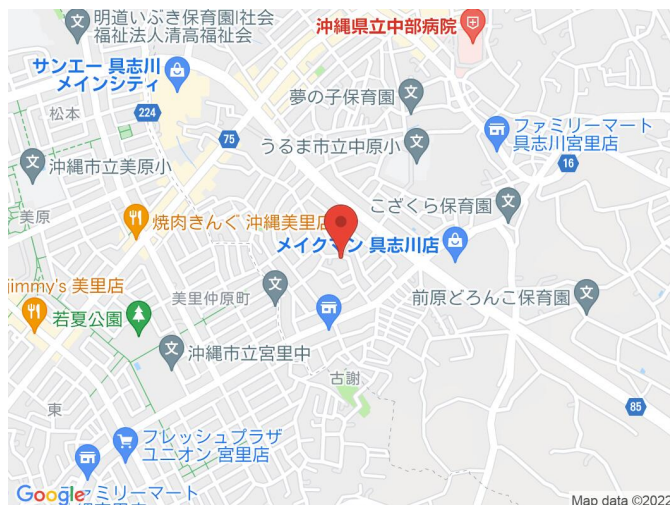 明道いぶき保育園|社会
福祉法人清高福祉会
沖縄県立中部病院
サンエー 具志川
メインシティ
夢の子保育園
松本
224
75
うるま市立中原小
ファミリーマート
具志川宮里店
16
沖縄市立美原小
美原
こざくら保育園
焼肉きんぐ 沖縄美里店
メイクマン 具志川店
jimmy's 美里店
美里仲原町
前原どろんこ保育園
若夏公園
沖縄市立宮里中
古謝
東
85
フレッシュプラザ
ユニオン 宮里店
Google
ファミリーマート
Map data ©2022